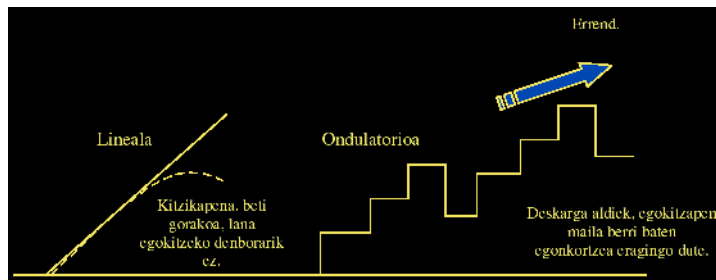 Errend.
Lineala
Ondulatorioa
Kitzikapena, beti
gorakoa, lana
egokitzeko denborarik
ez.
Deskarga aldiek, egokitzapen
maila berri baten
egonkortzea eragingo dute.